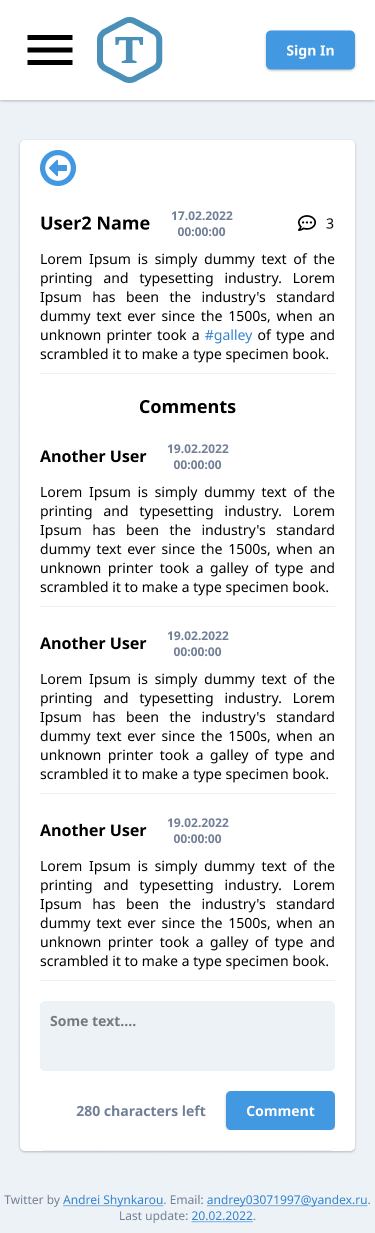 T
Sign In
User2 Name
17.02.2022
00:00:00
3
Lorem Ipsum is simply dummy text of the
printing and typesetting industry. Lorem
Ipsum has been the industry's standard
dummy text ever since the 1500s, when an
unknown printer took a #galley of type and
scrambled it to make a type specimen book.
Comments
Another User
19.02.2022
00:00:00
Lorem Ipsum is simply dummy text of the
printing and typesetting industry. Lorem
Ipsum has been the industry's standard
dummy text ever since the 1500s, when an
unknown printer took a galley of type and
scrambled it to make a type specimen book.
Another User
19.02.2022
00:00:00
Lorem Ipsum is simply dummy text of the
printing and typesetting industry. Lorem
Ipsum has been the industry's standard
dummy text ever since the 1500s, when an
unknown printer took a galley of type and
scrambled it to make a type specimen book.
Another User
19.02.2022
00:00:00
Lorem Ipsum is simply dummy text of the
printing and typesetting industry. Lorem
Ipsum has been the industry's standard
dummy text ever since the 1500s, when an
unknown printer took a galley of type and
scrambled it to make a type specimen book.
Some text....
280 characters left
Comment
Twitter by Andrei Shynkarou. Email: andrey03071997@yandex.ru.
Last update: 20.02.2022.